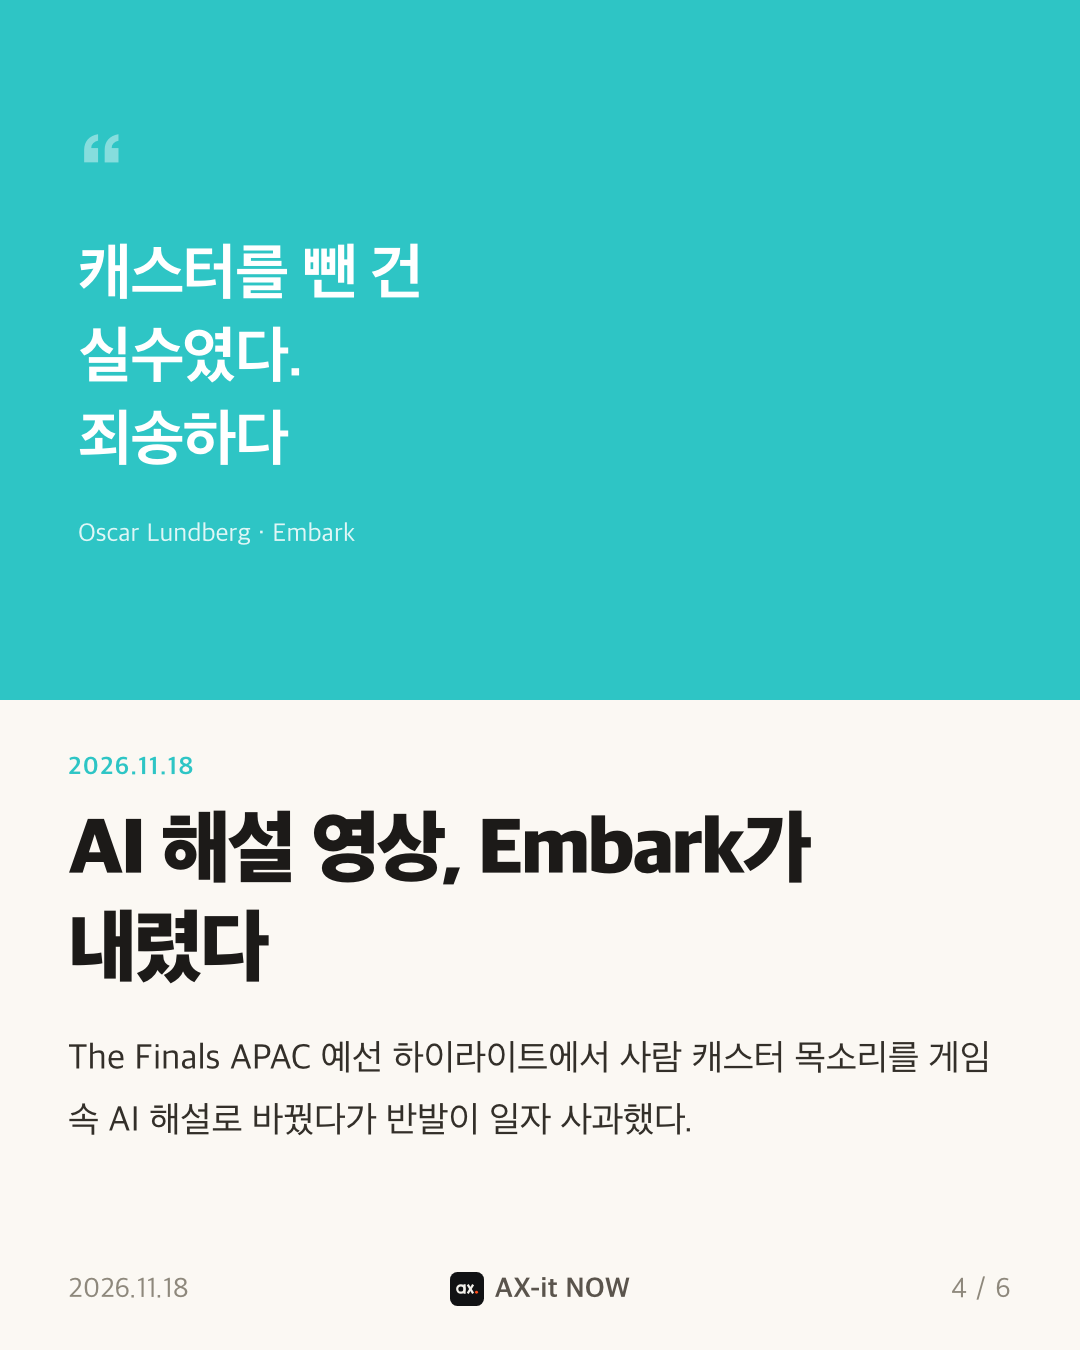 “
캐스터를 뺀 건
실수였다.
죄송하다
Oscar Lundberg · Embark
2026.11.18
AI 해설 영상, Embark가
내렸다
The Finals APAC 예선 하이라이트에서 사람 캐스터 목소리를 게임
속 AI 해설로 바꿨다가 반발이 일자 사과했다.
2026.11.18
ax. AX-it NOW
4 / 6